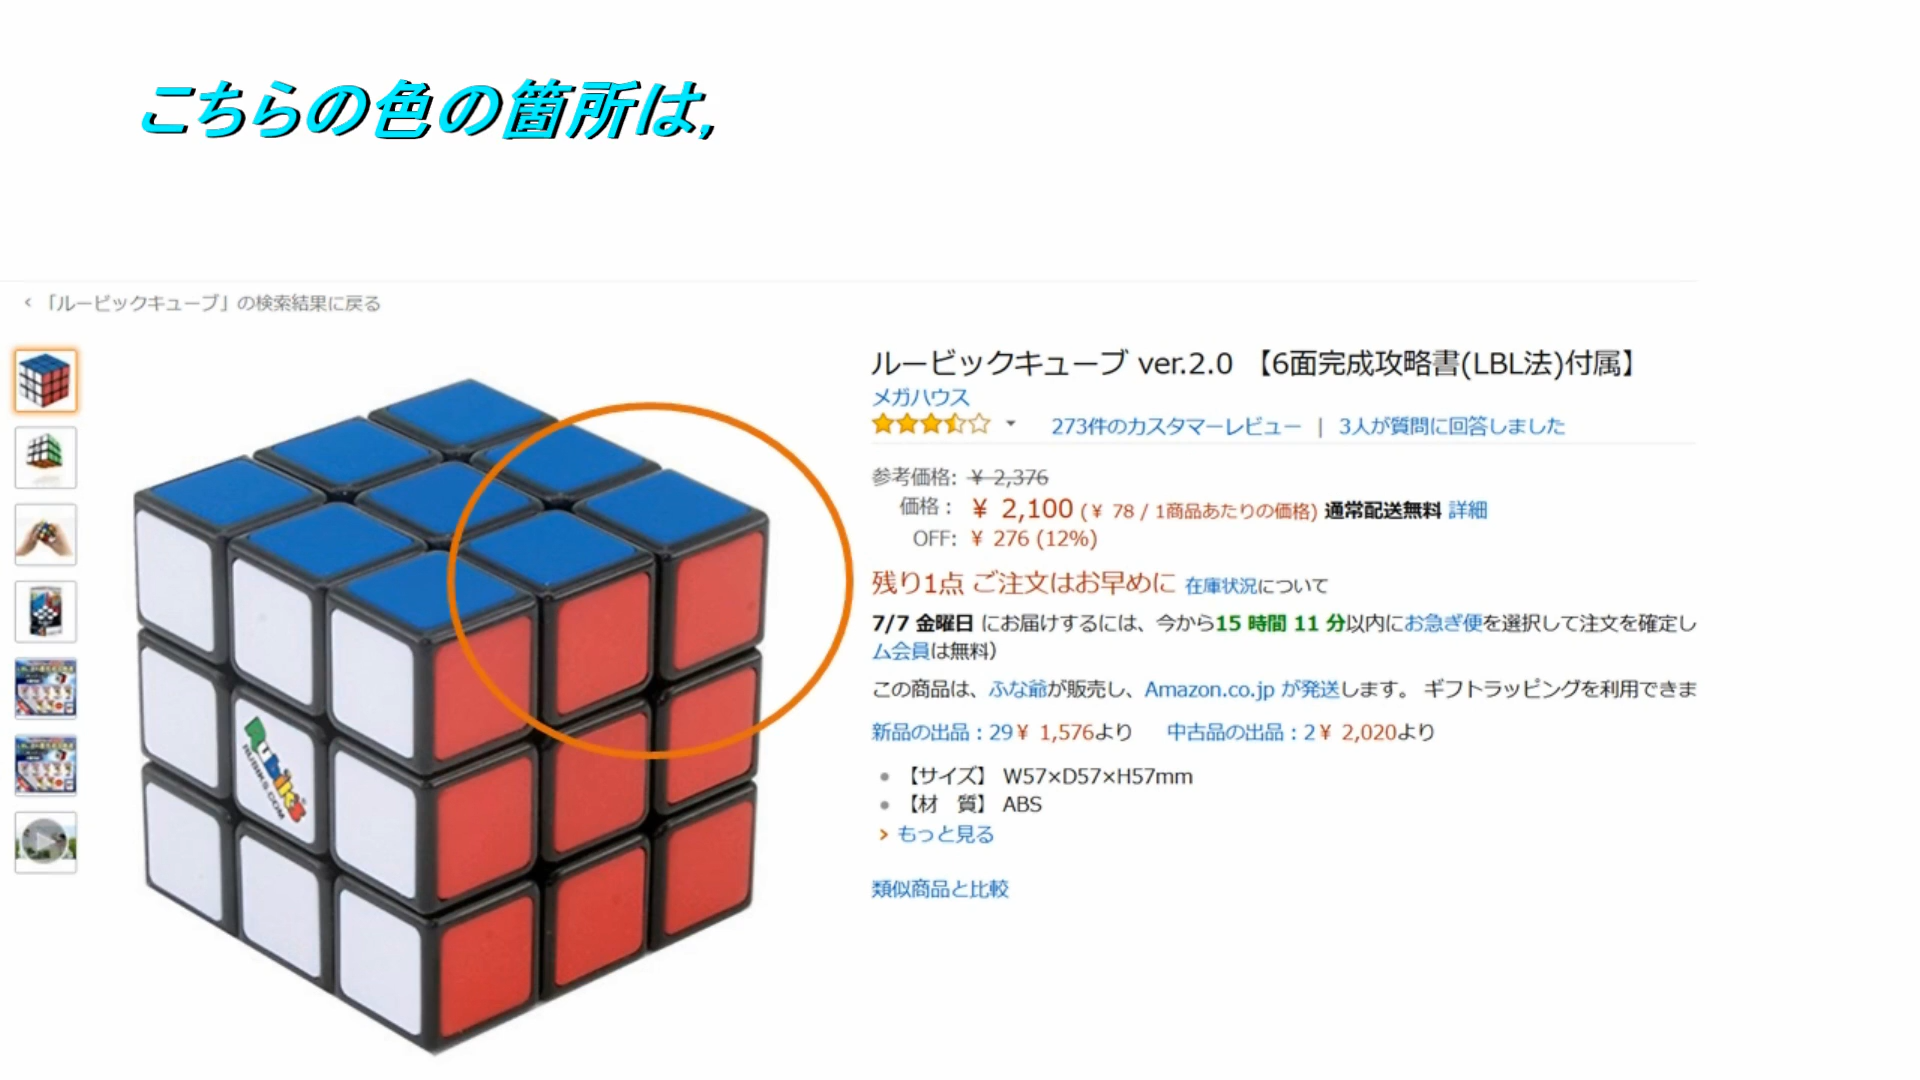 こちらの色の箇所は,
‹ 「ルービックキューブ」の検索結果に戻る
ルービックキューブ ver.2.0 【6面完成攻略書(LBL法)付属】
メガハウス
273件のカスタマーレビュー | 3人が質問に回答しました
参考価格: ¥ 2,376
価格: ¥ 2,100 (¥ 78 / 1商品あたりの価格) 通常配送無料 詳細
OFF: ¥ 276 (12%)
残り1点 ご注文はお早めに 在庫状況について
7/7 金曜日 にお届けするには、今から15 時間 11 分以内にお急ぎ便を選択して注文を確定し
ム会員は無料)
この商品は、ふな爺が販売し、Amazon.co.jp が発送します。 ギフトラッピングを利用できま
新品の出品：29¥ 1,576より 中古品の出品：2¥ 2,020より
• 【サイズ】 W57×D57×H57mm
• 【材 質】 ABS
› もっと見る
類似商品と比較
Rubik's
RUBIKS.COM